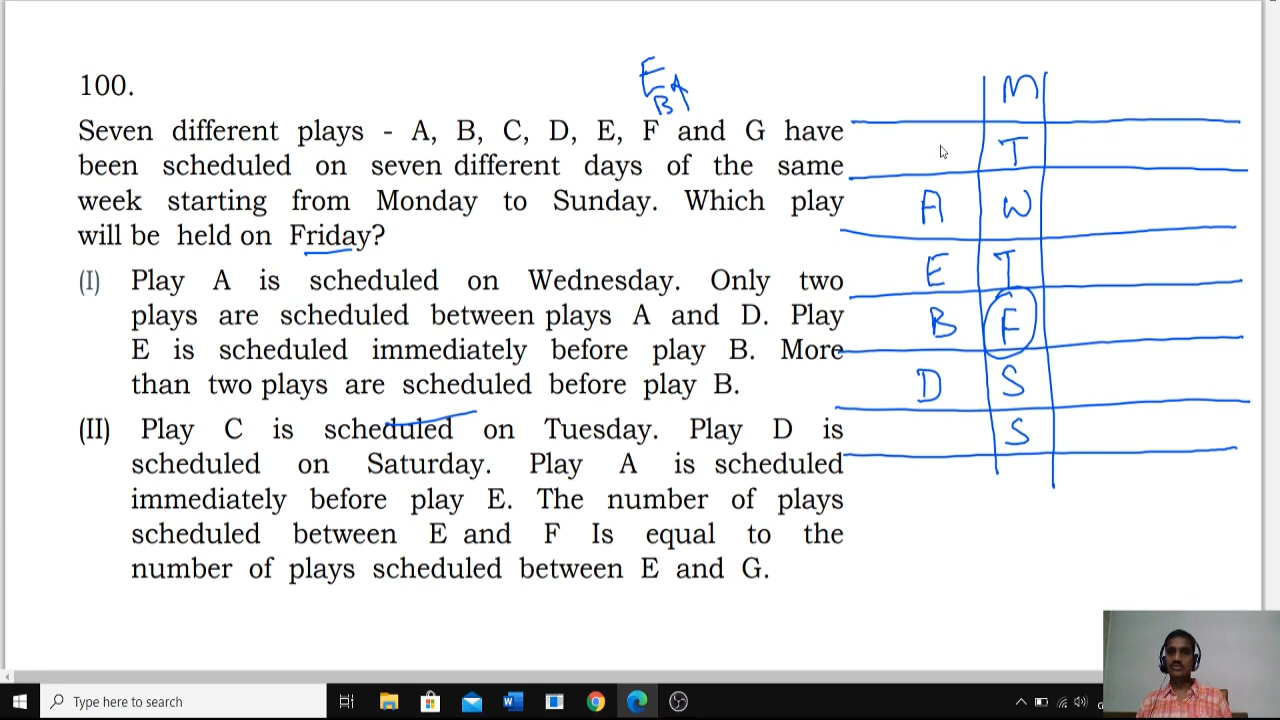 100.
E
B A
Seven different plays - A, B, C, D, E, F and G have
been scheduled on seven different days of the same
week starting from Monday to Sunday. Which play
will be held on Friday?
(I) Play A is scheduled on Wednesday. Only two
plays are scheduled between plays A and D. Play
E is scheduled immediately before play B. More
than two plays are scheduled before play B.
(II) Play C is scheduled on Tuesday. Play D is
scheduled on Saturday. Play A is scheduled
immediately before play E. The number of plays
scheduled between E and F Is equal to the
number of plays scheduled between E and G.
M
T
A W
E T
B F
D S
S
Type here to search